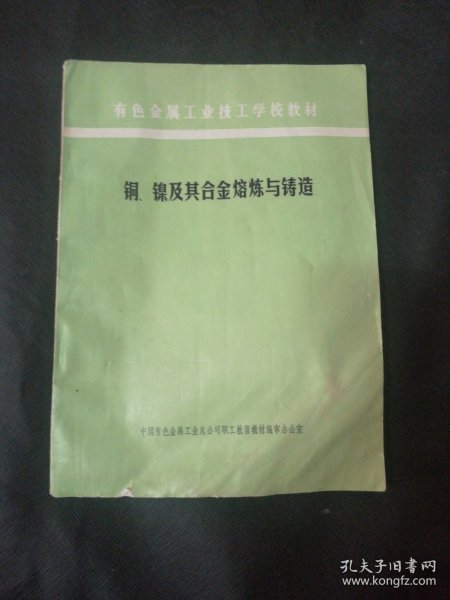 有色金属工业技工学校教材
铜、镍及其合金熔炼与铸造
中国有色金属工业总公司职工教育教材编审办公室
孔夫子旧书网
www.kongfz.com